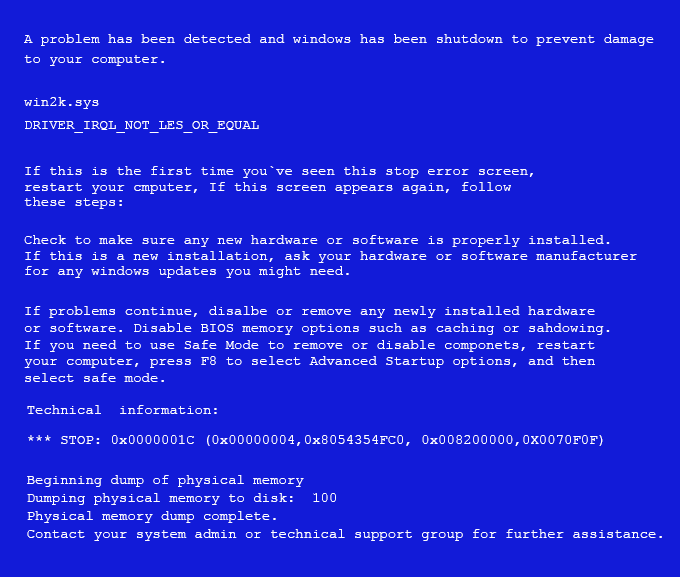 A problem has been detected and windows has been shutdown to prevent damage
to your computer.
win2k.sys
DRIVER_IRQL_NOT_LES_OR_EQUAL
If this is the first time you`ve seen this stop error screen,
restart your cmputer, If this screen appears again, follow
these steps:
Check to make sure any new hardware or software is properly installed.
If this is a new installation, ask your hardware or software manufacturer
for any windows updates you might need.
If problems continue, disalbe or remove any newly installed hardware
or software. Disable BIOS memory options such as caching or sahdowing.
If you need to use Safe Mode to remove or disable componets, restart
your computer, press F8 to select Advanced Startup options, and then
select safe mode.
Technical  information:
*** STOP: 0x0000001C (0x00000004,0x8054354FC0, 0x008200000,0X0070F0F)
Beginning dump of physical memory
Dumping physical memory to disk:  100
Physical memory dump complete.
Contact your system admin or technical support group for further assistance.